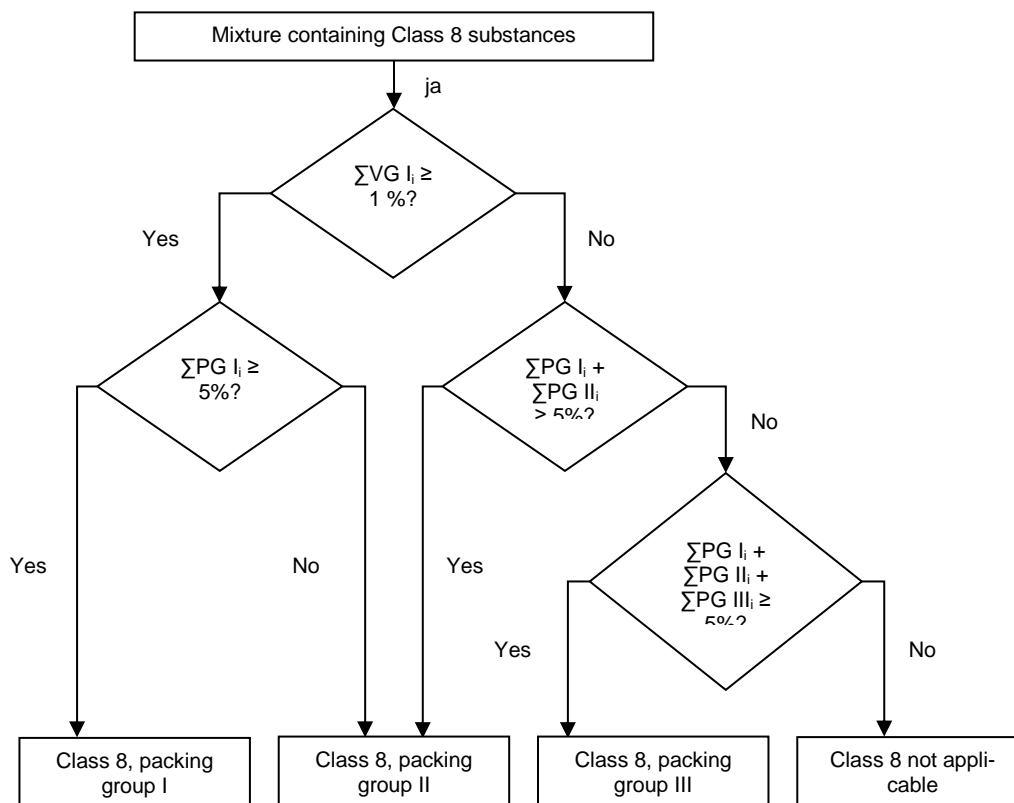 Mixture containing Class 8 substances
ja
∑VG Iᵢ ≥
1 %?
Yes
No
∑PG Iᵢ ≥
5%?
∑PG Iᵢ +
∑PG IIᵢ
≥ 5%?
No
Yes
No
Yes
∑PG Iᵢ +
∑PG IIᵢ +
∑PG IIIᵢ ≥
5%?
Yes
No
Class 8, packing
group I
Class 8, packing
group II
Class 8, packing
group III
Class 8 not appli-
cable